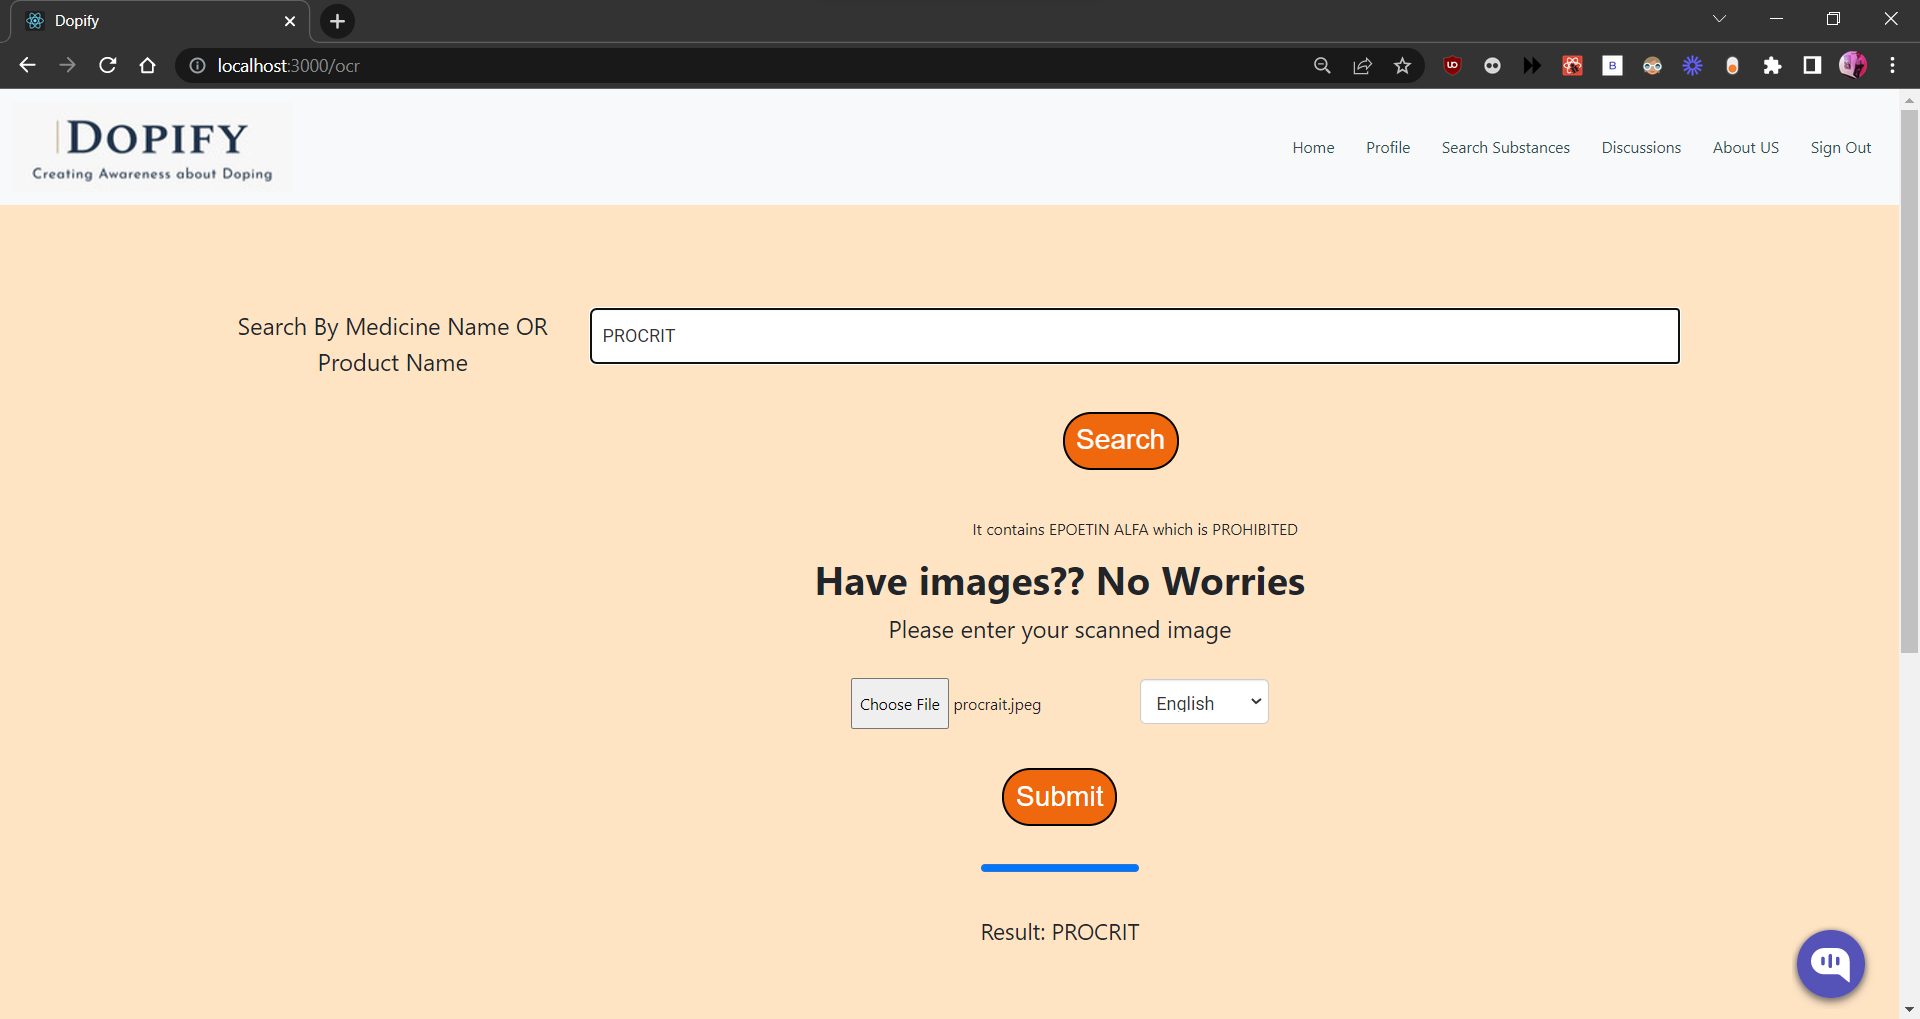 Dopify
localhost:3000/ocr
DOPIFY
Creating Awareness about Doping
Home Profile Search Substances Discussions About US Sign Out
Search By Medicine Name OR
Product Name
PROCRIT
Search
It contains EPOETIN ALFA which is PROHIBITED
Have images?? No Worries
Please enter your scanned image
Choose File procrait.jpeg
English
Submit
Result: PROCRIT